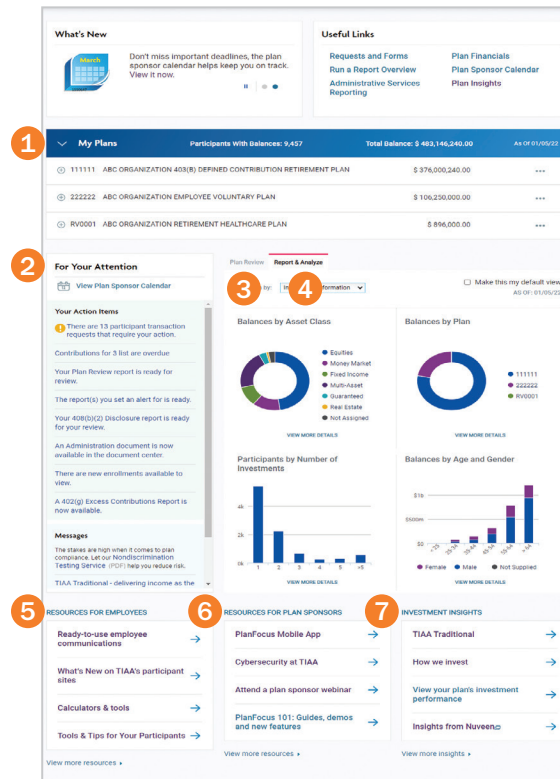 What's New
March
Don't miss important deadlines, the plan
sponsor calendar helps keep you on track.
View it now.
Useful Links
Requests and Forms
Run a Report Overview
Administrative Services
Reporting
Plan Financials
Plan Sponsor Calendar
Plan Insights
1
My Plans
Participants With Balances: 9,457
Total Balance: $ 483,146,240.00
As Of 01/05/22
111111 ABC ORGANIZATION 403(B) DEFINED CONTRIBUTION RETIREMENT PLAN $ 376,000,240.00
222222 ABC ORGANIZATION EMPLOYEE VOLUNTARY PLAN $ 106,250,000.00
RV0001 ABC ORGANIZATION RETIREMENT HEALTHCARE PLAN $ 896,000.00
2
For Your Attention
View Plan Sponsor Calendar
Your Action Items
There are 13 participant transaction
requests that require your action.
Contributions for 3 list are overdue
Your Plan Review report is ready for
review.
The report(s) you set an alert for is ready.
Your 408(b)(2) Disclosure report is ready
for your review.
An Administration document is now
available in the document center.
There are new enrollments available to
view.
A 402(g) Excess Contributions Report is
now available.
Messages
The stakes are high when it comes to plan
compliance. Let our Nondiscrimination
Testing Service (PDF) help you reduce risk.
TIAA Traditional - delivering income as the
Plan Review
Report & Analyze
3
4
by:
Make this my default view
AS OF: 01/05/22
Balances by Asset Class
Equities
Money Market
Fixed Income
Multi-Asset
Guaranteed
Real Estate
Not Assigned
VIEW MORE DETAILS
Balances by Plan
111111
222222
RV0001
VIEW MORE DETAILS
Participants by Number of
Investments
4k
2k
0k
1 2 3 4 5 >5
VIEW MORE DETAILS
Balances by Age and Gender
$1b
$500m
$0
<25 25-34 35-44 45-54 55-64 >64
Female Male Not Supplied
VIEW MORE DETAILS
5
RESOURCES FOR EMPLOYEES
Ready-to-use employee
communications
What's New on TIAA's participant
sites
Calculators & tools
Tools & Tips for Your Participants
View more resources
6
RESOURCES FOR PLAN SPONSORS
PlanFocus Mobile App
Cybersecurity at TIAA
Attend a plan sponsor webinar
PlanFocus 101: Guides, demos
and new features
View more resources
7
INVESTMENT INSIGHTS
TIAA Traditional
How we invest
View your plan's investment
performance
Insights from Nuveen
View more insights